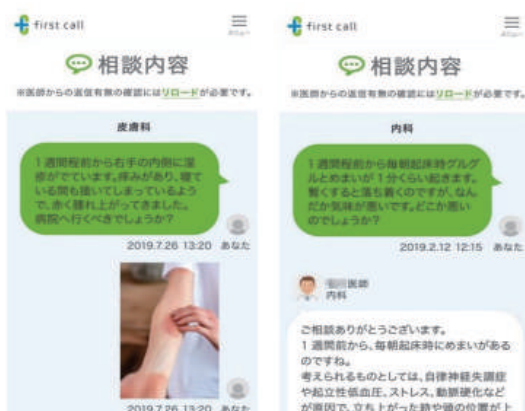 first call
メニュー
相談内容
※医師からの返信有無の確認にはリロードが必要です。
皮膚科
1週間程前から右手の内側に湿
疹がでています。痒みがあり、寝て
いる間も掻いてしまっているよう
で、赤く腫れ上がってきました。
病院へ行くべきでしょうか？
2019.7.26 13:20 あなた
2019.7.26 13:20 あなた
first call
メニュー
相談内容
※医師からの返信有無の確認にはリロードが必要です。
内科
1週間程前から毎朝起床時グルグ
ルとめまいが1分くらい起きます。
暫くすると落ち着くのですが、なん
だか気味が悪いです。どこか悪い
のでしょうか？
2019.2.12 12:15 あなた
医師
内科
ご相談ありがとうございます。
1週間前から、毎朝起床時にめまいがある
のですね。
考えられるものとしては、自律神経失調症
や起立性低血圧、ストレス、動脈硬化など
が原因で、立ち上がった時や頭の位置が上